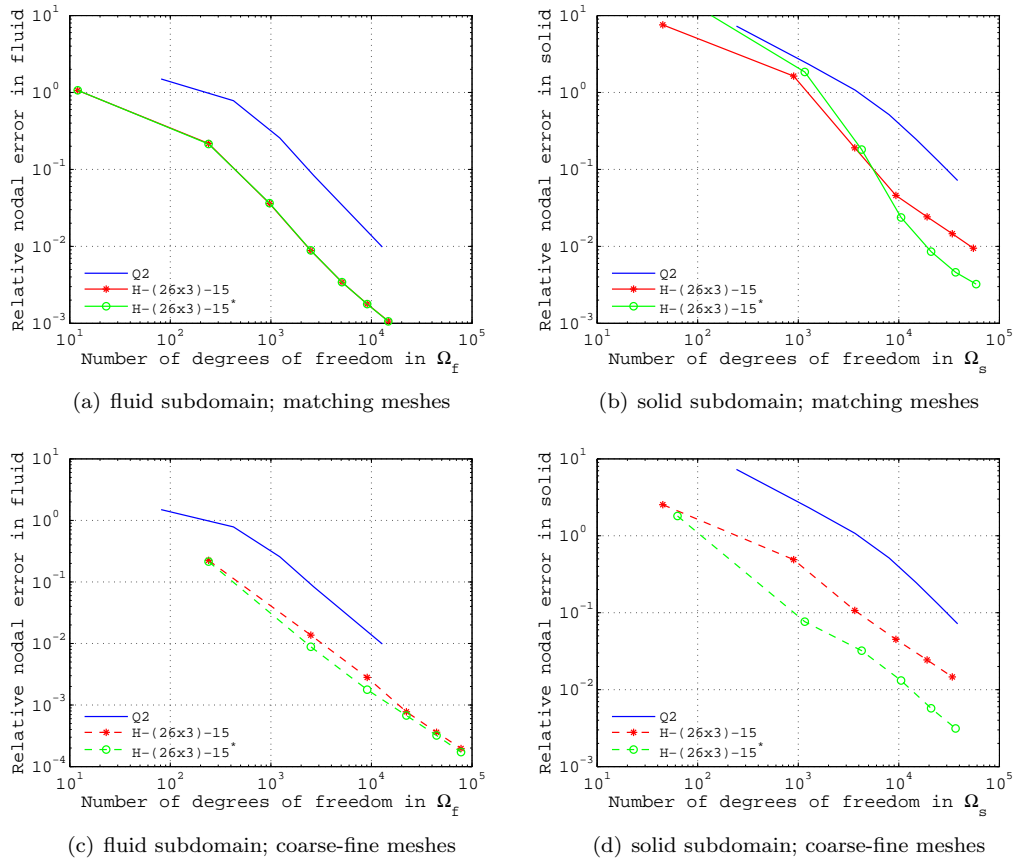 Relative nodal error in fluid
10^1
10^0
10^-1
10^-2
10^-3
Q2
H-(26x3)-15
H-(26x3)-15*
10^1 10^2 10^3 10^4 10^5
Number of degrees of freedom in Ω_f
(a) fluid subdomain; matching meshes
Relative nodal error in solid
10^1
10^0
10^-1
10^-2
10^-3
Q2
H-(26x3)-15
H-(26x3)-15*
10^1 10^2 10^3 10^4 10^5
Number of degrees of freedom in Ω_s
(b) solid subdomain; matching meshes
Relative nodal error in fluid
10^1
10^0
10^-1
10^-2
10^-3
10^-4
Q2
H-(26x3)-15
H-(26x3)-15*
10^1 10^2 10^3 10^4 10^5
Number of degrees of freedom in Ω_f
(c) fluid subdomain; coarse-fine meshes
Relative nodal error in solid
10^1
10^0
10^-1
10^-2
10^-3
Q2
H-(26x3)-15
H-(26x3)-15*
10^1 10^2 10^3 10^4 10^5
Number of degrees of freedom in Ω_s
(d) solid subdomain; coarse-fine meshes